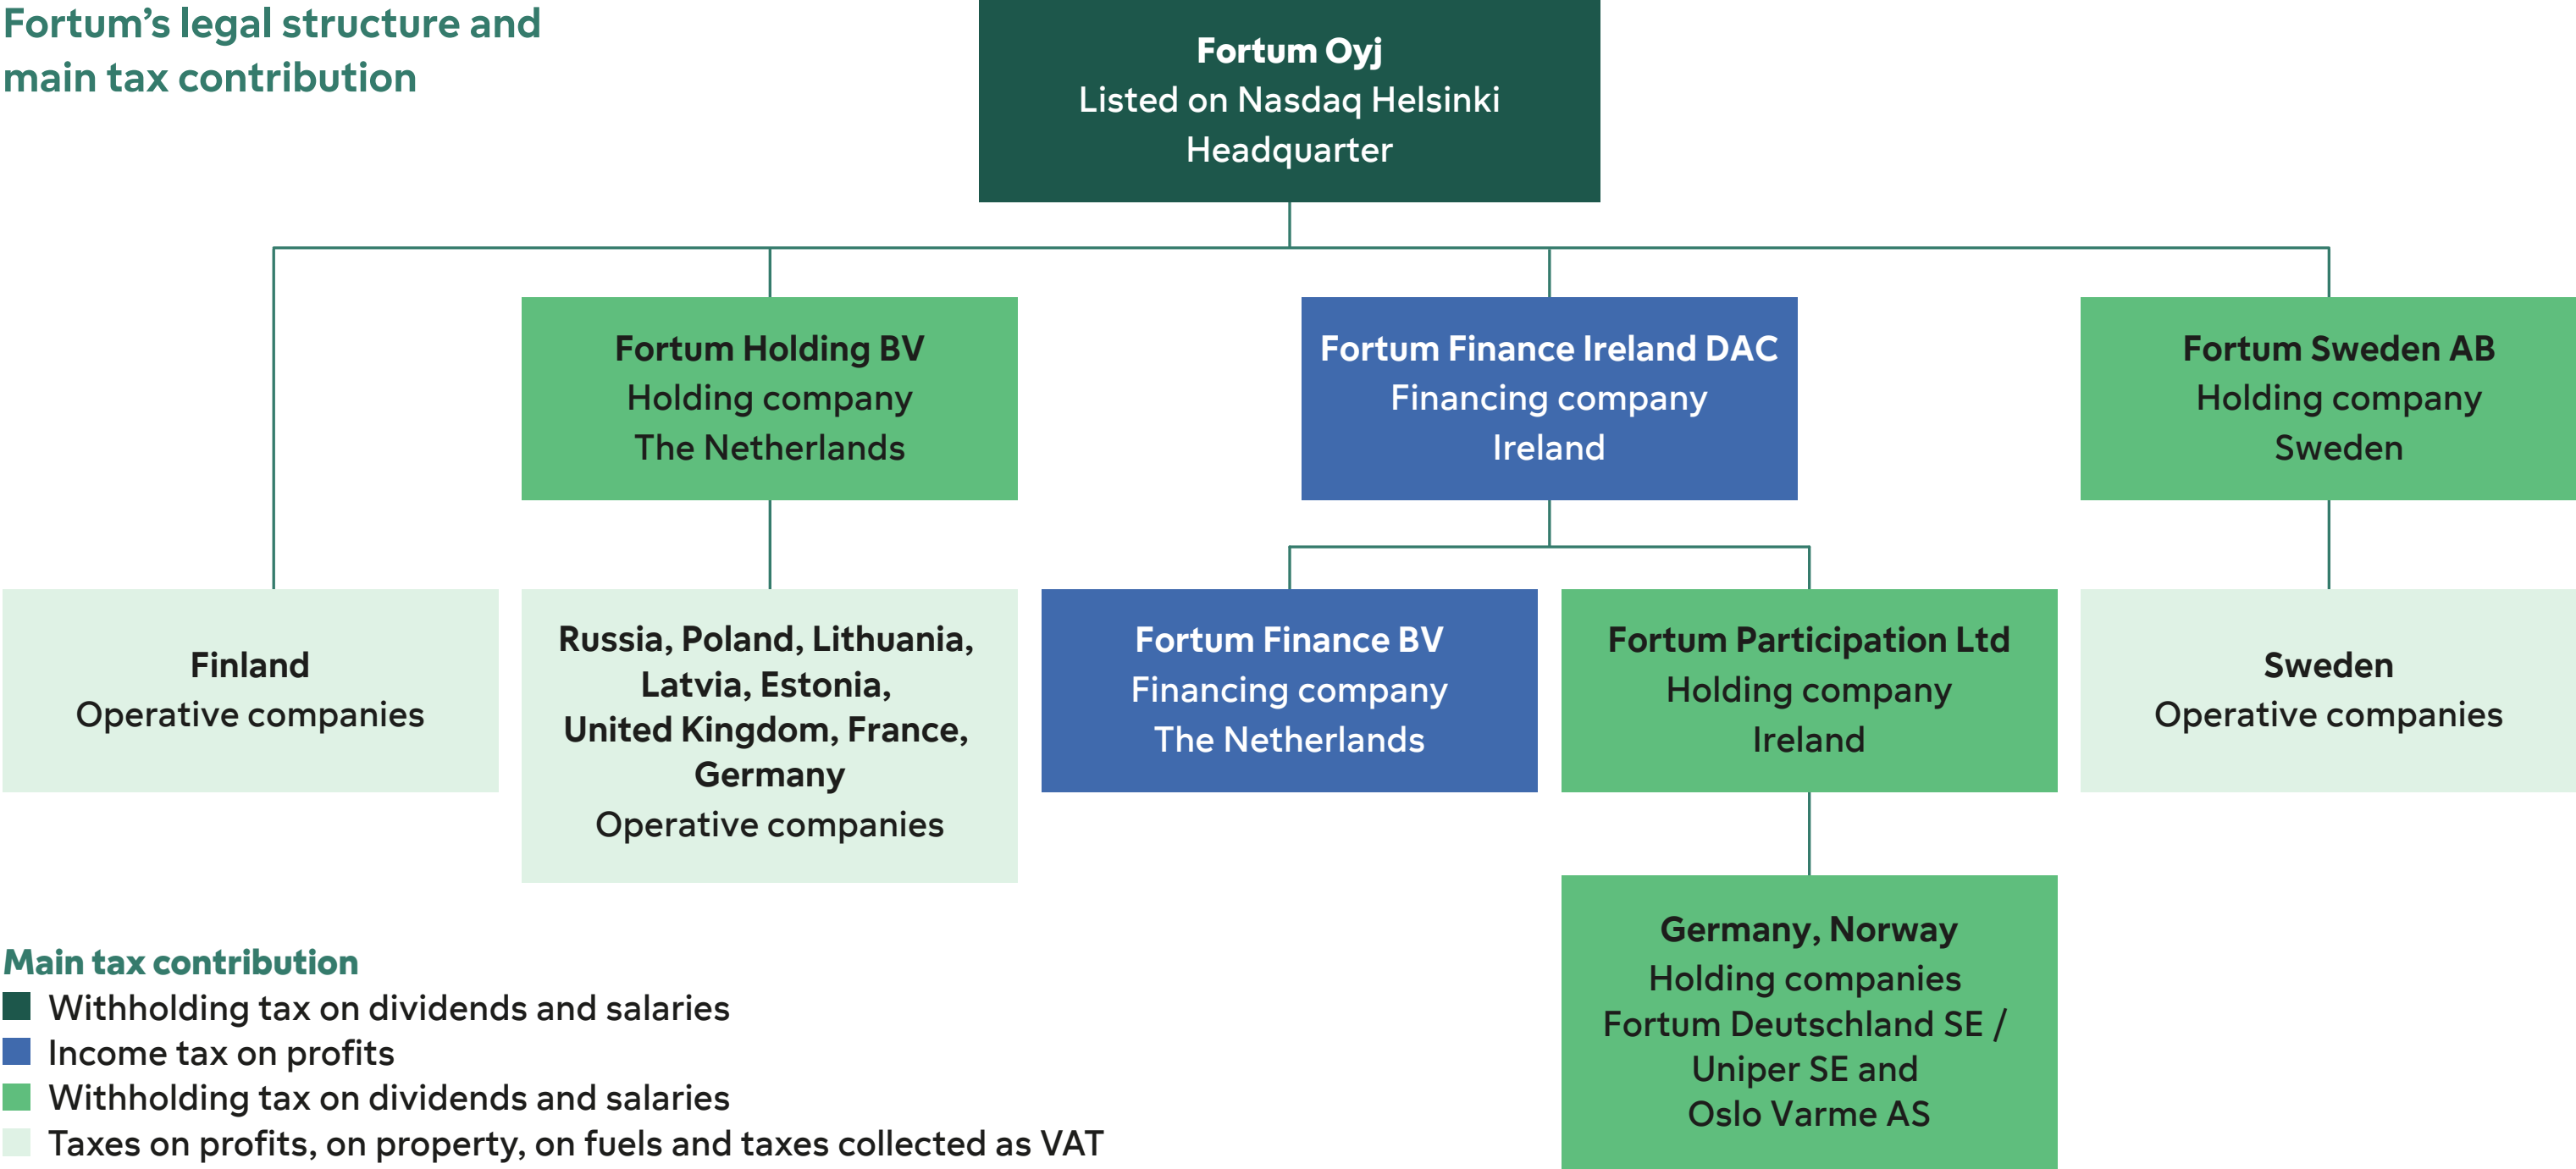 Fortum's legal structure and
main tax contribution
Fortum Oyj
Listed on Nasdaq Helsinki
Headquarter
Fortum Holding BV
Holding company
The Netherlands
Fortum Finance Ireland DAC
Financing company
Ireland
Fortum Sweden AB
Holding company
Sweden
Finland
Operative companies
Russia, Poland, Lithuania,
Latvia, Estonia,
United Kingdom, France,
Germany
Operative companies
Fortum Finance BV
Financing company
The Netherlands
Fortum Participation Ltd
Holding company
Ireland
Sweden
Operative companies
Germany, Norway
Holding companies
Fortum Deutschland SE /
Uniper SE and
Oslo Varme AS
Main tax contribution
Withholding tax on dividends and salaries
Income tax on profits
Withholding tax on dividends and salaries
Taxes on profits, on property, on fuels and taxes collected as VAT